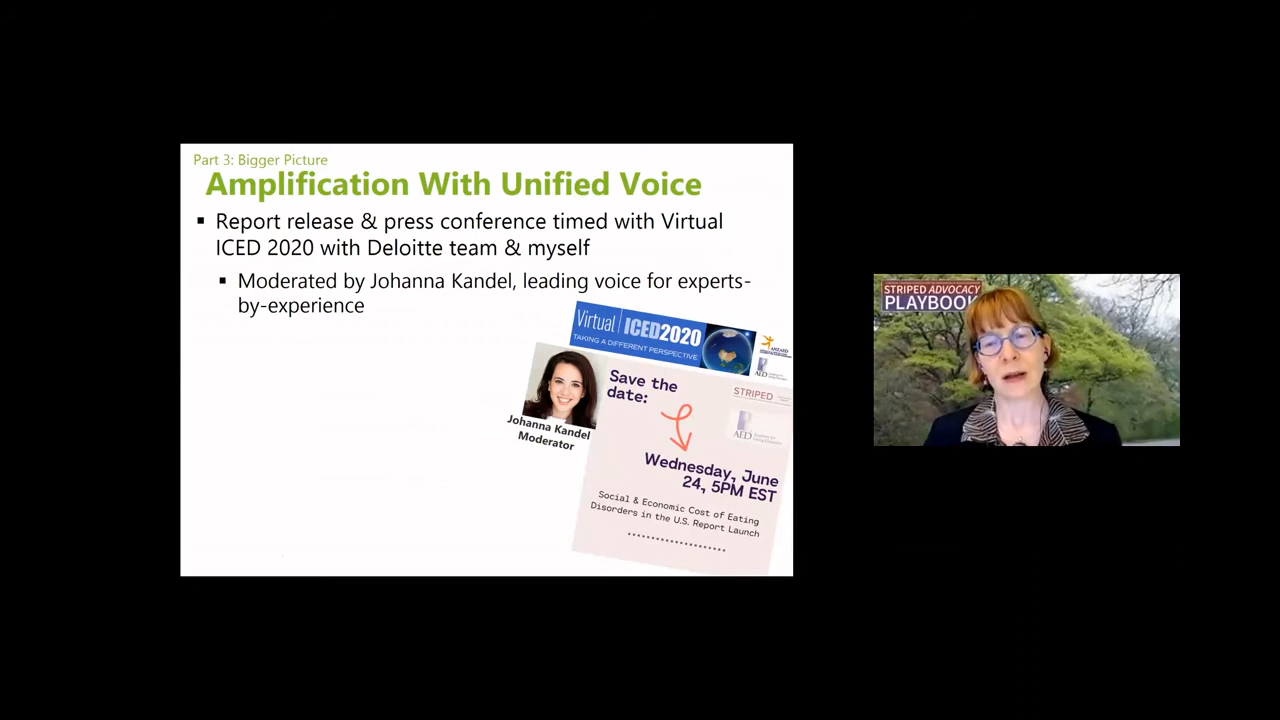 Part 3: Bigger Picture
Amplification With Unified Voice
▪ Report release & press conference timed with Virtual
ICED 2020 with Deloitte team & myself
▪ Moderated by Johanna Kandel, leading voice for experts-
by-experience
Virtual | ICED2020
TAKING A DIFFERENT PERSPECTIVE
ANZAED
AED
Johanna Kandel
Moderator
Save the
date:
STRIPED
AED
Wednesday, June
24, 5PM EST
Social & Economic Cost of Eating
Disorders in the U.S. Report Launch
STRIPED ADVOCACY
PLAYBOOK